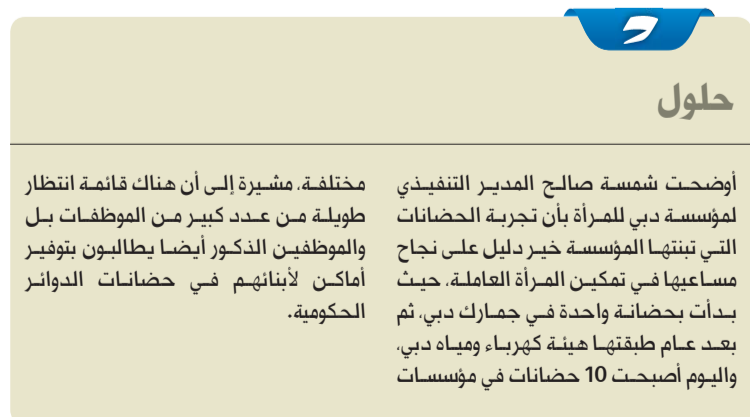 حلول
أوضحت شمسة صالح المدير التنفيذي
لمؤسسة دبي للمرأة بأن تجربة الحضانات
التي تبنتها المؤسسة خير دليل على نجاح
مساعيها في تمكين المرأة العاملة، حيث
بدأت بحضانة واحدة في جمارك دبي، ثم
بعد عام طبقتها هيئة كهرباء ومياه دبي،
واليوم أصبحت 10 حضانات في مؤسسات
مختلفة، مشيرة إلى أن هناك قائمة انتظار
طويلة من عدد كبير من الموظفات بل
والموظفين الذكور أيضا يطالبون بتوفير
أماكن لأبنائهم في حضانات الدوائر
الحكومية.